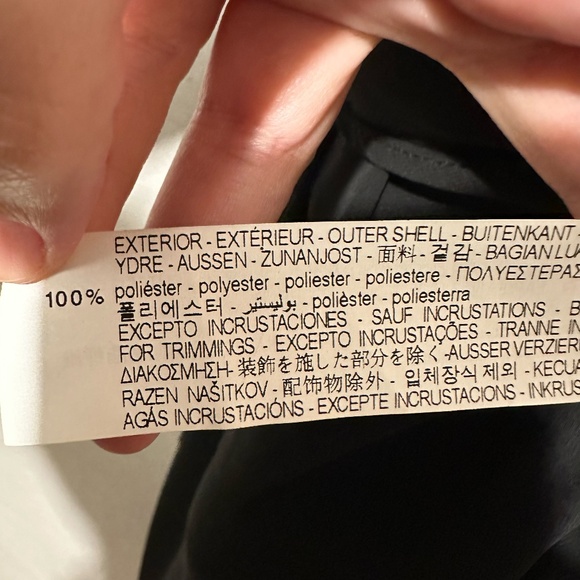 EXTERIOR - EXTÉRIEUR - OUTER SHELL - BUITENKANT -
YDRE - AUSSEN - ZUNANJOST - 面料 - 겉감 - BAGIAN LUA
100% poliéster - polyester - poliester - poliestere - ΠΟΛΥΕΣΤΕΡΑΣ
폴리에스터 - بوليستير - polièster - poliesterra
EXCEPTO INCRUSTACIONES - SAUF INCRUSTATIONS - E
FOR TRIMMINGS - EXCEPTO INCRUSTAÇÕES - TRANNE IN
ΔΙΑΚΟΣΜΗΣΗ- 装飾を施した部分を除く-AUSSER VERZIER
RAZEN NAŠITKOV - 配饰物除外 - 입체장식 제외 - KECUA
AGÁS INCRUSTACIÓNS - EXCEPTE INCRUSTACIONS - INKRUS